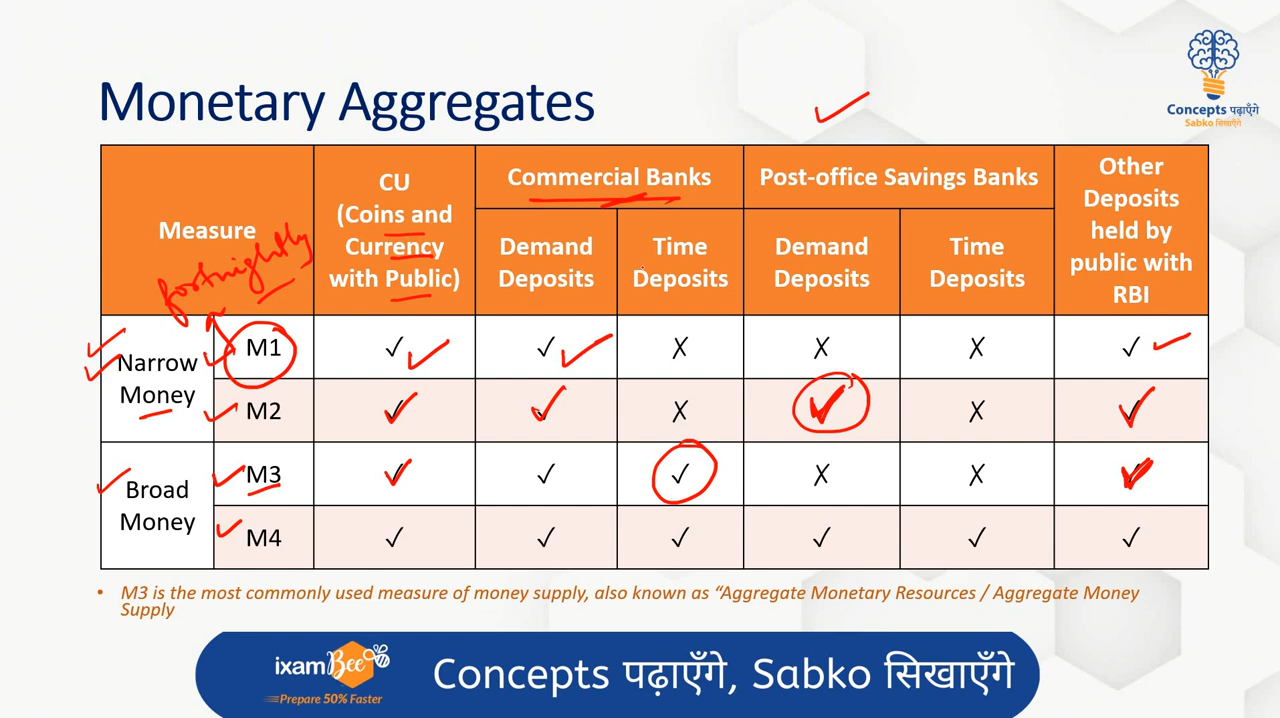 Monetary Aggregates
Concepts पढ़ाएँगे
Sabko सिखाएँगे
Measure
CU
(Coins and
Currency
with Public)
Commercial Banks
Post-office Savings Banks
Other
Deposits
held by
public with
RBI
Demand
Deposits
Time
Deposits
Demand
Deposits
Time
Deposits
fortnightly
Narrow
Money
M1 ✓ ✓ X X X ✓
M2 ✓ ✓ X ✓ X ✓
Broad
Money
M3 ✓ ✓ ✓ X X ✓
M4 ✓ ✓ ✓ ✓ ✓ ✓
• M3 is the most commonly used measure of money supply, also known as “Aggregate Monetary Resources / Aggregate Money
Supply
ixamBee
Prepare 50% Faster
Concepts पढ़ाएँगे, Sabko सिखाएँगे